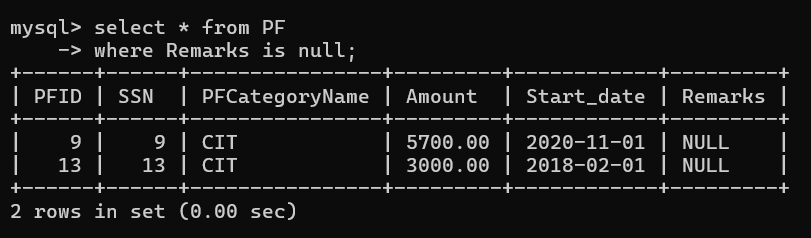 mysql> select * from PF
    -> where Remarks is null;
+------+------+----------------+---------+------------+---------+
| PFID | SSN  | PFCategoryName | Amount  | Start_date | Remarks |
+------+------+----------------+---------+------------+---------+
|    9 |    9 | CIT            | 5700.00 | 2020-11-01 | NULL    |
|   13 |   13 | CIT            | 3000.00 | 2018-02-01 | NULL    |
+------+------+----------------+---------+------------+---------+
2 rows in set (0.00 sec)